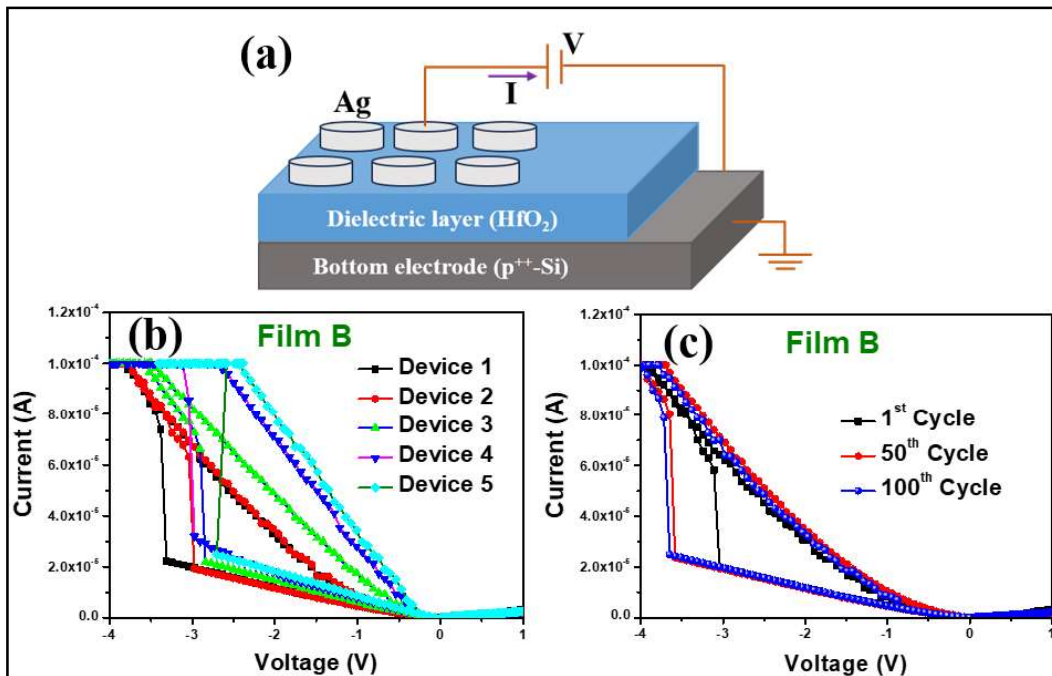 (a)
V
I
Ag
Dielectric layer (HfO₂)
Bottom electrode (p⁺⁺-Si)
(b)
Film B
1.2x10⁻⁴
1.0x10⁻⁴
8.0x10⁻⁵
6.0x10⁻⁵
4.0x10⁻⁵
2.0x10⁻⁵
0.0
Current (A)
Device 1
Device 2
Device 3
Device 4
Device 5
-4 -3 -2 -1 0 1
Voltage (V)
(c)
Film B
1.2x10⁻⁴
1.0x10⁻⁴
8.0x10⁻⁵
6.0x10⁻⁵
4.0x10⁻⁵
2.0x10⁻⁵
0.0
Current (A)
1ˢᵗ Cycle
50ᵗʰ Cycle
100ᵗʰ Cycle
-4 -3 -2 -1 0 1
Voltage (V)